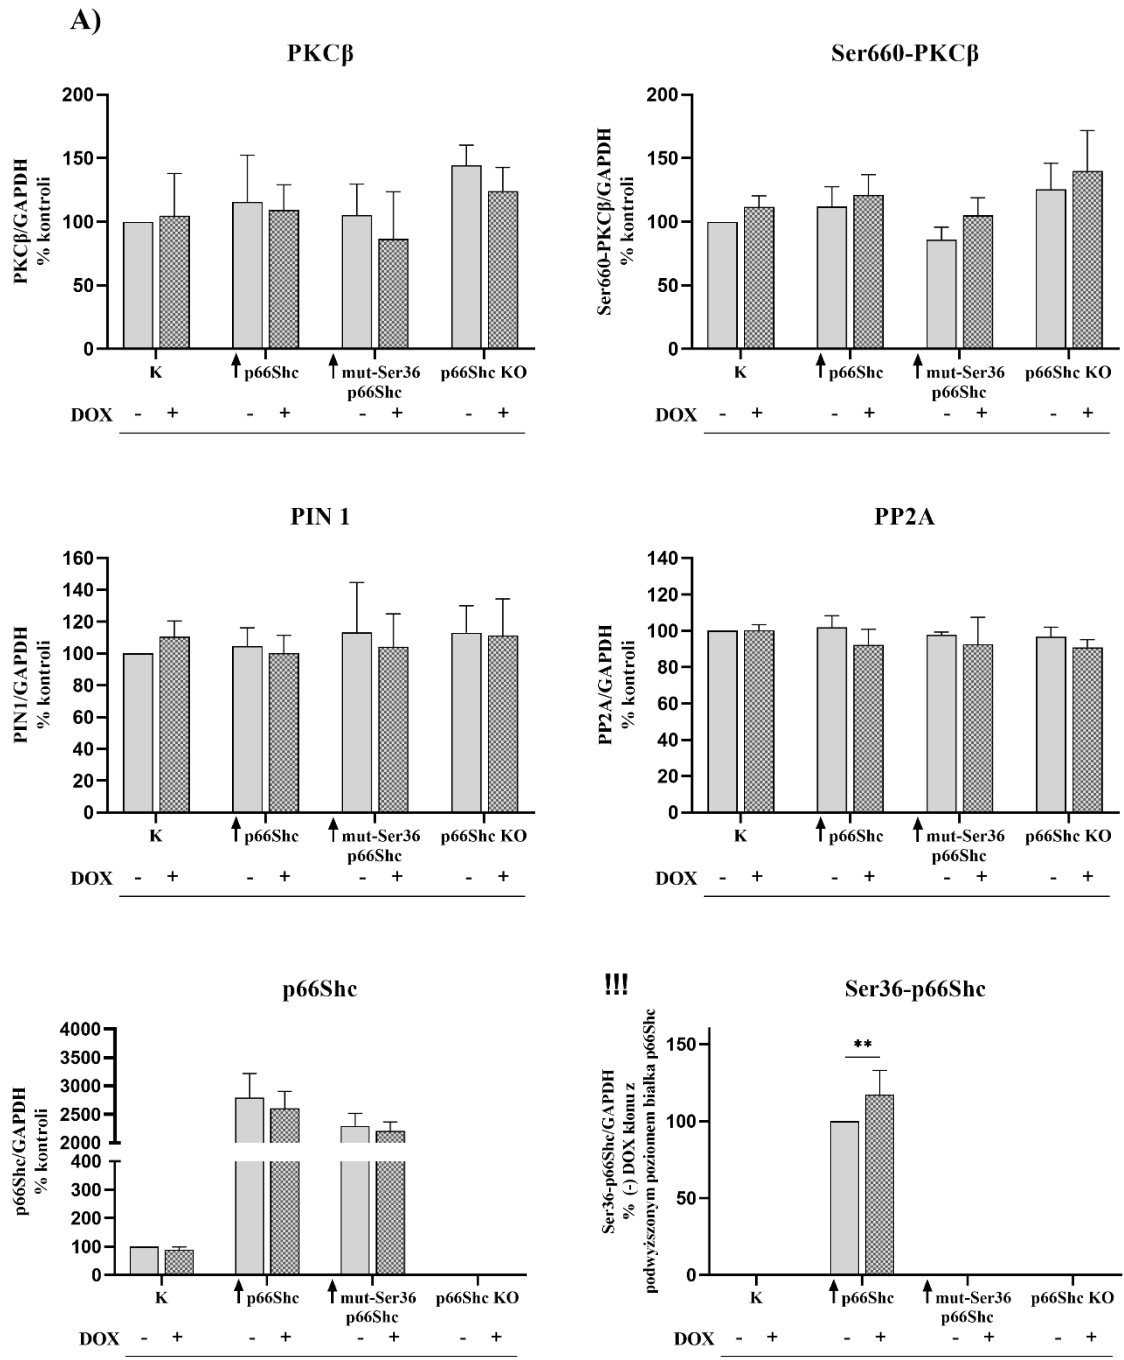 A)
PKCβ
PKCβ/GAPDH
% kontroli
200
150
100
50
0
K
p66Shc
mut-Ser36
p66Shc
p66Shc KO
DOX - + - + - + - +
Ser660-PKCβ
Ser660-PKCβ/GAPDH
% kontroli
200
150
100
50
0
K
p66Shc
mut-Ser36
p66Shc
p66Shc KO
DOX - + - + - + - +
PIN 1
PIN1/GAPDH
% kontroli
160
140
120
100
80
60
40
20
0
K
p66Shc
mut-Ser36
p66Shc
p66Shc KO
DOX - + - + - + - +
PP2A
PP2A/GAPDH
% kontroli
140
120
100
80
60
40
20
0
K
p66Shc
mut-Ser36
p66Shc
p66Shc KO
DOX - + - + - + - +
p66Shc
p66Shc/GAPDH
% kontroli
4000
3500
3000
2500
2000
400
300
200
100
0
K
p66Shc
mut-Ser36
p66Shc
p66Shc KO
DOX - + - + - + - +
!!!
Ser36-p66Shc
Ser36-p66Shc/GAPDH
% (-) DOX klonu z
podwyższonym poziomem białka p66Shc
150
100
50
0
**
K
p66Shc
mut-Ser36
p66Shc
p66Shc KO
DOX - + - + - + - +